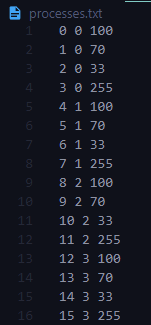 processes.txt
1 0 0 100
2 1 0 70
3 2 0 33
4 3 0 255
5 4 1 100
6 5 1 70
7 6 1 33
8 7 1 255
9 8 2 100
10 9 2 70
11 10 2 33
12 11 2 255
13 12 3 100
14 13 3 70
15 14 3 33
16 15 3 255